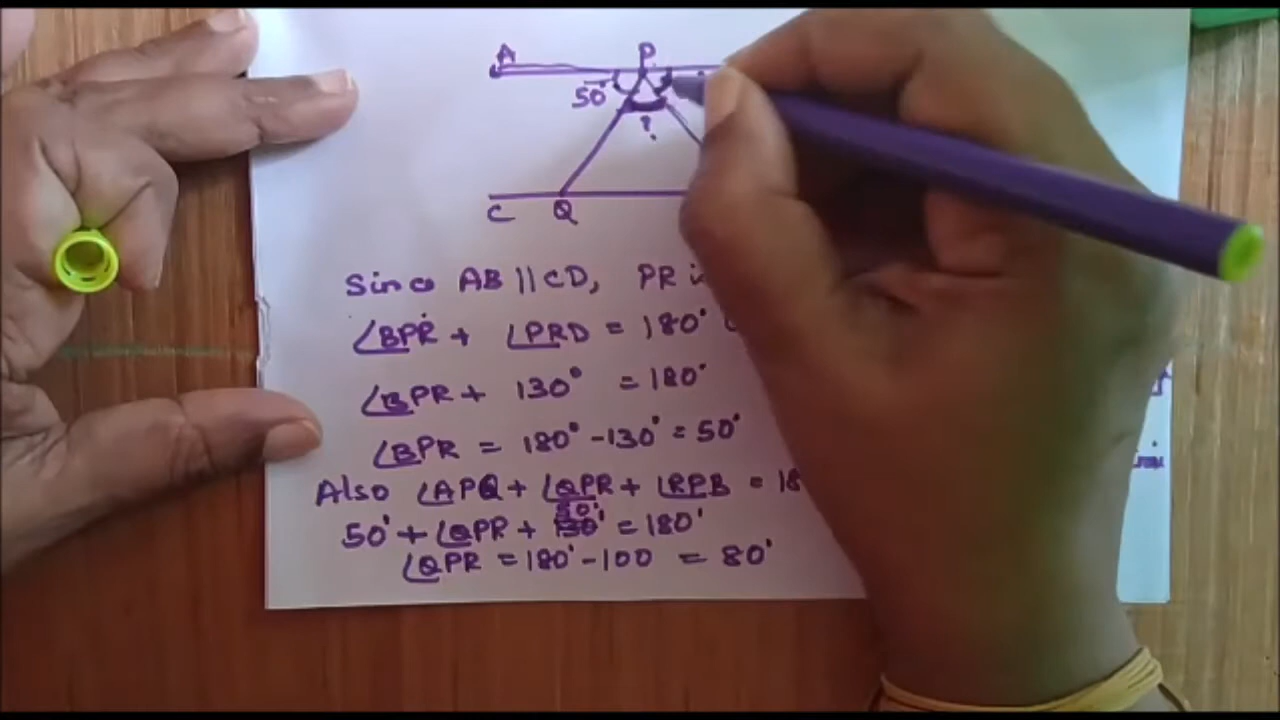 A P
50°
?
C Q
Since AB || CD, PR
∠BPR + ∠PRD = 180°
∠BPR + 130° = 180°
∠BPR = 180° - 130° = 50°
Also ∠APQ + ∠QPR + ∠RPB = 18
50°
50° + ∠QPR + 130° = 180°
∠QPR = 180° - 100 = 80°